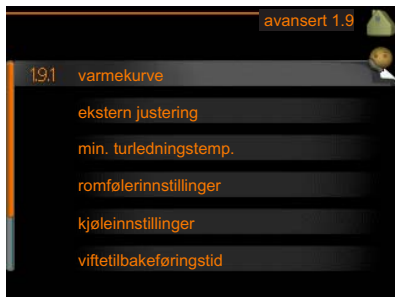 avansert 1.9
1.9.1 varmekurve
ekstern justering
min. turledningstemp.
romfølerinnstillinger
kjøleinnstillinger
viftetilbakeføringstid